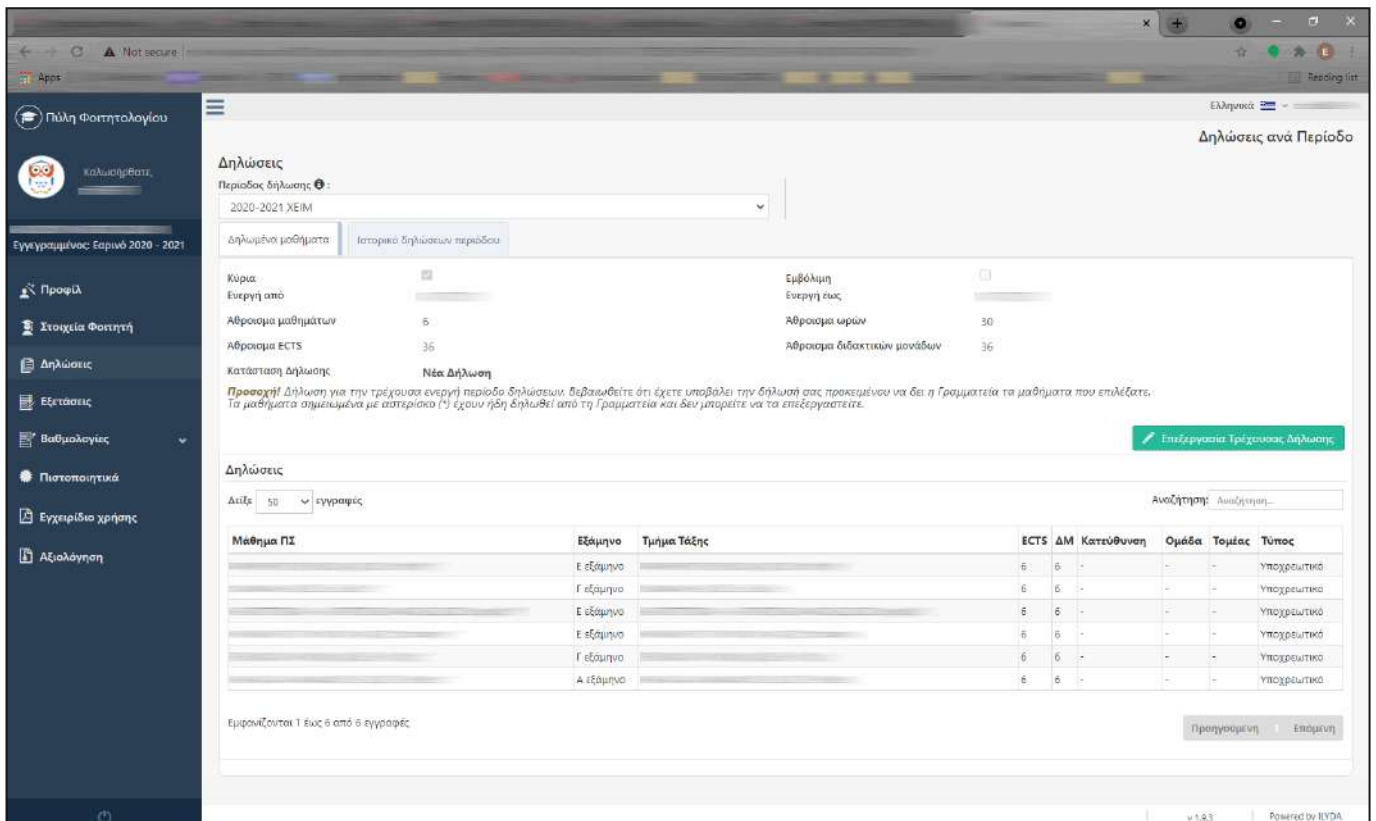 Not secure
Apps
Reading list
Πύλη Φοιτητολογίου
Ελληνικά
Δηλώσεις ανά Περίοδο
Καλωσήρθατε,
Εγγεγραμμένος: Εαρινό 2020 - 2021
Προφίλ
Στοιχεία Φοιτητή
Δηλώσεις
Εξετάσεις
Βαθμολογίες
Πιστοποιητικά
Εγχειρίδιο χρήσης
Αξιολόγηση
Δηλώσεις
Περίοδος δήλωσης :
2020-2021 ΧΕΙΜ
Δηλωμένα μαθήματα Ιστορικό δηλώσεων περιόδου
Κύρια Εμβόλιμη
Ενεργή από Ενεργή έως
Άθροισμα μαθημάτων 6 Άθροισμα ωρών 30
Άθροισμα ECTS 36 Άθροισμα διδακτικών μονάδων 36
Κατάσταση Δήλωσης Νέα Δήλωση
Προσοχή! Δήλωση για την τρέχουσα ενεργή περίοδο δηλώσεων. Βεβαιωθείτε ότι έχετε υποβάλει την δήλωσή σας προκειμένου να δει η Γραμματεία τα μαθήματα που επιλέξατε.
Τα μαθήματα σημειωμένα με αστερίσκο (*) έχουν ήδη δηλωθεί από τη Γραμματεία και δεν μπορείτε να τα επεξεργαστείτε.
Επεξεργασία Τρέχουσας Δήλωσης
Δηλώσεις
Δείξε 50 εγγραφές Αναζήτηση: Αναζήτηση...
Μάθημα ΠΣ Εξάμηνο Τμήμα Τάξης ECTS ΔΜ Κατεύθυνση Ομάδα Τομέας Τύπος
Ε εξάμηνο 6 6 - - - Υποχρεωτικό
Γ εξάμηνο 6 6 - - - Υποχρεωτικό
Ε εξάμηνο 6 6 - - - Υποχρεωτικό
Ε εξάμηνο 6 6 - - - Υποχρεωτικό
Γ εξάμηνο 6 6 - - - Υποχρεωτικό
Α εξάμηνο 6 6 - - - Υποχρεωτικό
Εμφανίζονται 1 έως 6 από 6 εγγραφές
Προηγούμενη 1 Επόμενη
v 1.9.3 Powered by ILYDA